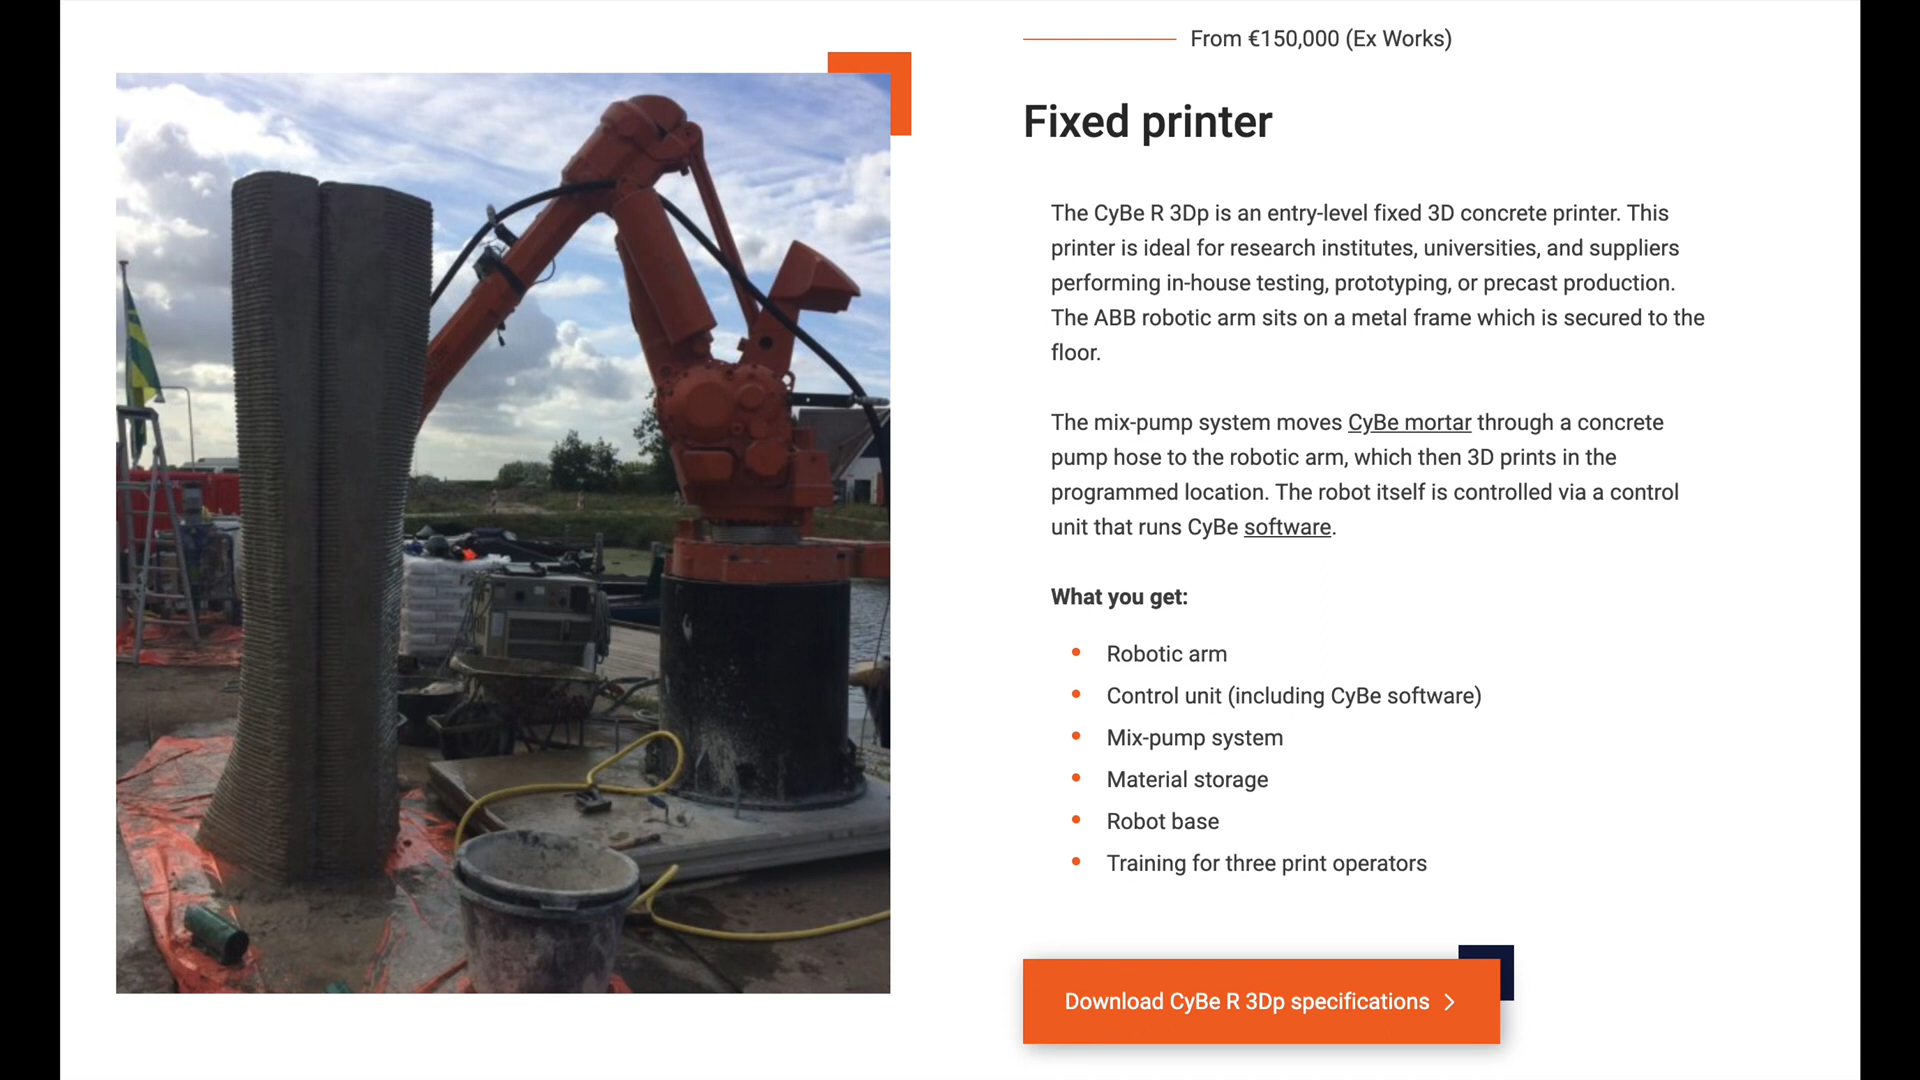 From €150,000 (Ex Works)
Fixed printer
The CyBe R 3Dp is an entry-level fixed 3D concrete printer. This
printer is ideal for research institutes, universities, and suppliers
performing in-house testing, prototyping, or precast production.
The ABB robotic arm sits on a metal frame which is secured to the
floor.
The mix-pump system moves CyBe mortar through a concrete
pump hose to the robotic arm, which then 3D prints in the
programmed location. The robot itself is controlled via a control
unit that runs CyBe software.
What you get:
Robotic arm
Control unit (including CyBe software)
Mix-pump system
Material storage
Robot base
Training for three print operators
Download CyBe R 3Dp specifications